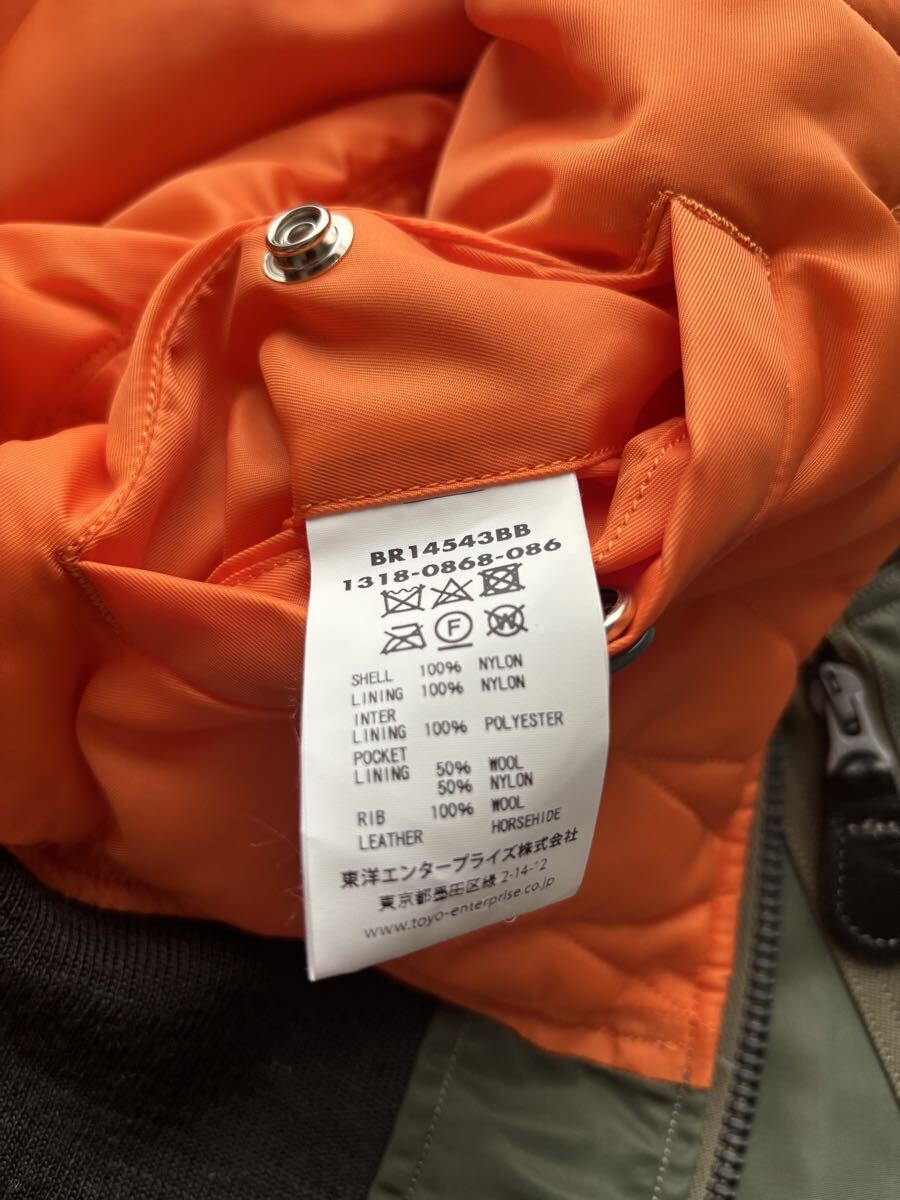 BR14543BB
1318-0868-086
F W
SHELL 100% NYLON
LINING 100% NYLON
INTER
LINING 100% POLYESTER
POCKET
LINING 50% WOOL
50% NYLON
RIB 100% WOOL
LEATHER HORSEHIDE
東洋エンタープライズ株式会社
東京都墨田区緑 2-14-12
www.toyo-enterprise.co.jp